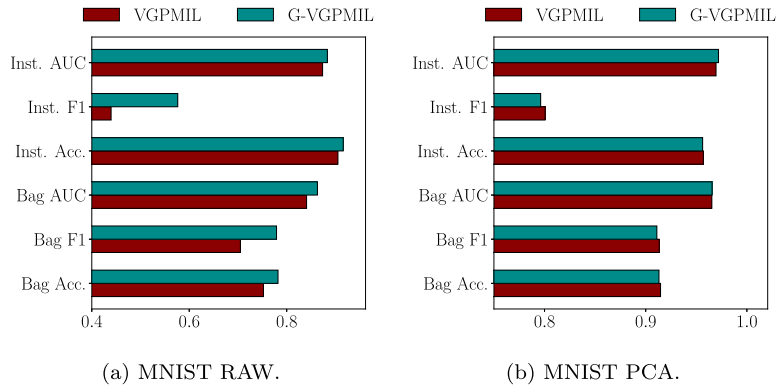 VGPMIL G-VGPMIL
Inst. AUC
Inst. F1
Inst. Acc.
Bag AUC
Bag F1
Bag Acc.
0.4 0.6 0.8
(a) MNIST RAW.
VGPMIL G-VGPMIL
Inst. AUC
Inst. F1
Inst. Acc.
Bag AUC
Bag F1
Bag Acc.
0.8 0.9 1.0
(b) MNIST PCA.